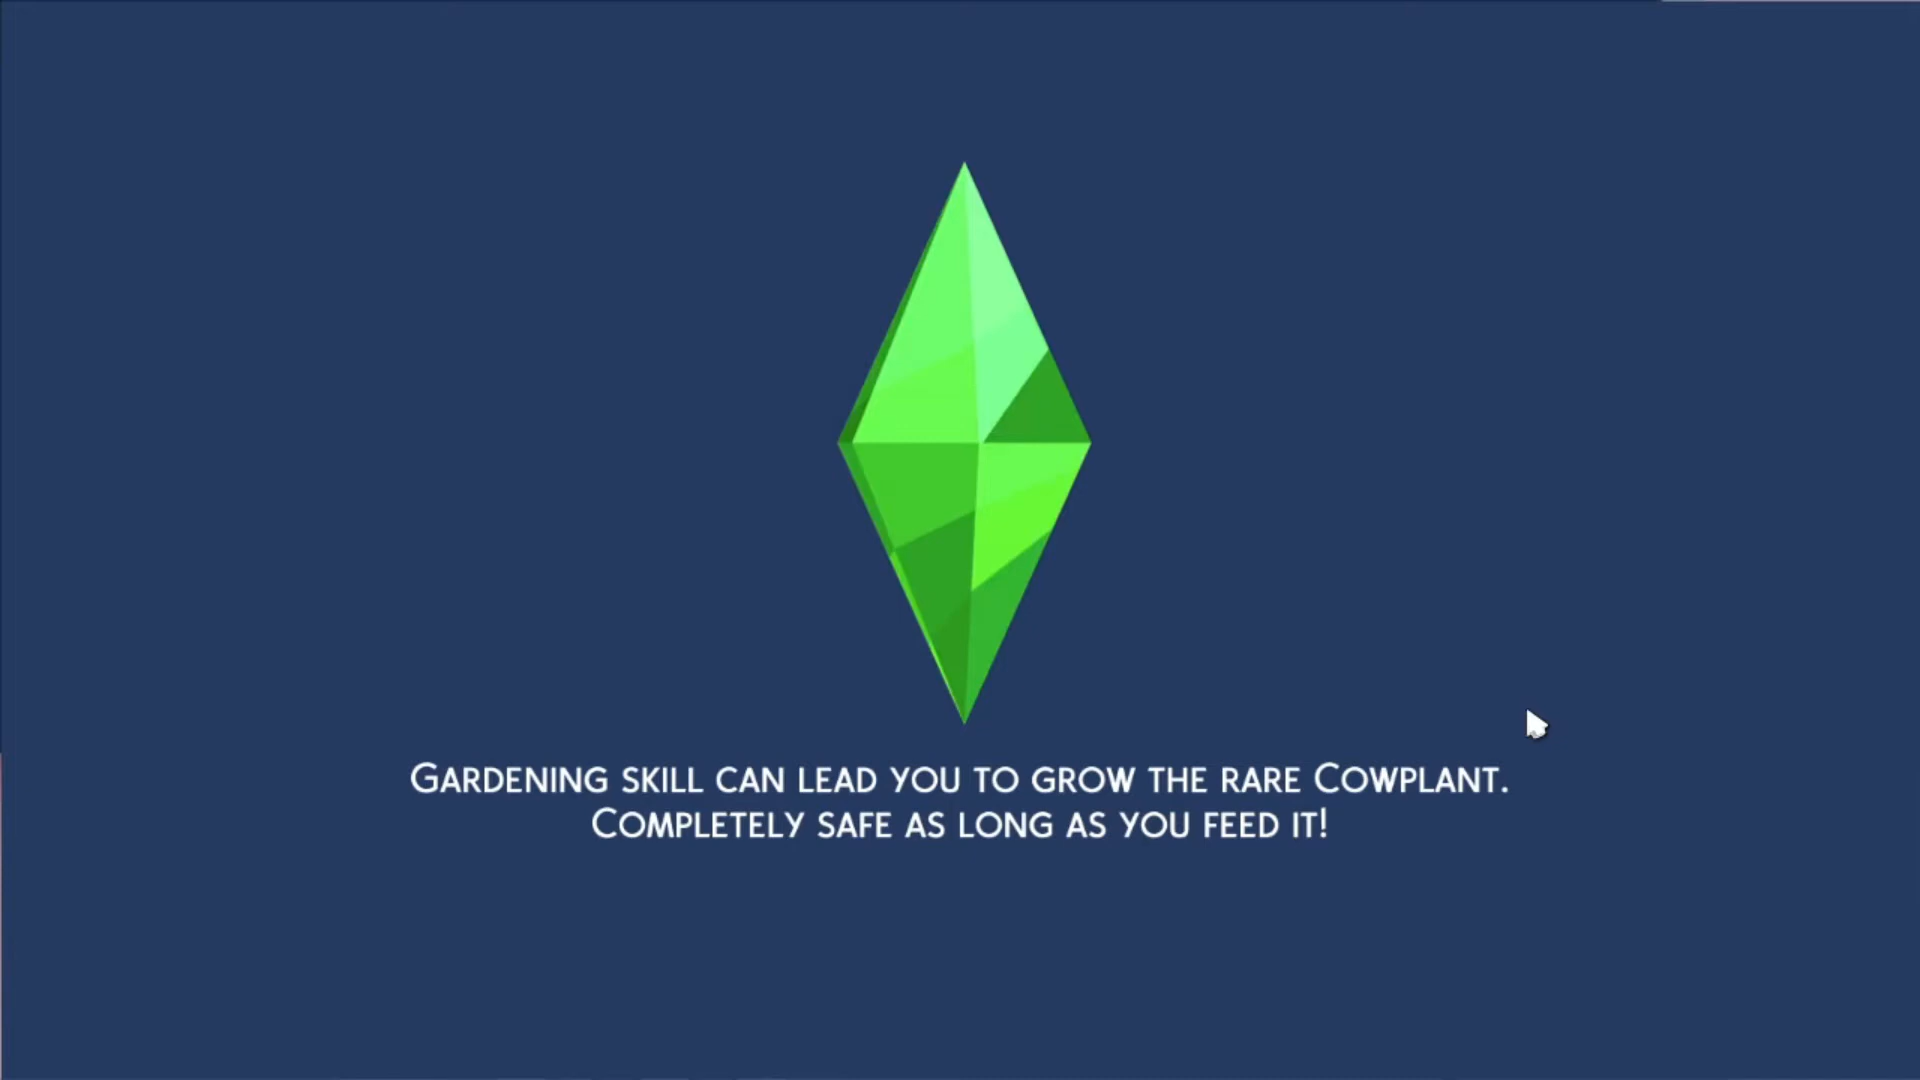 Gardening skill can lead you to grow the rare Cowplant.
Completely safe as long as you feed it!